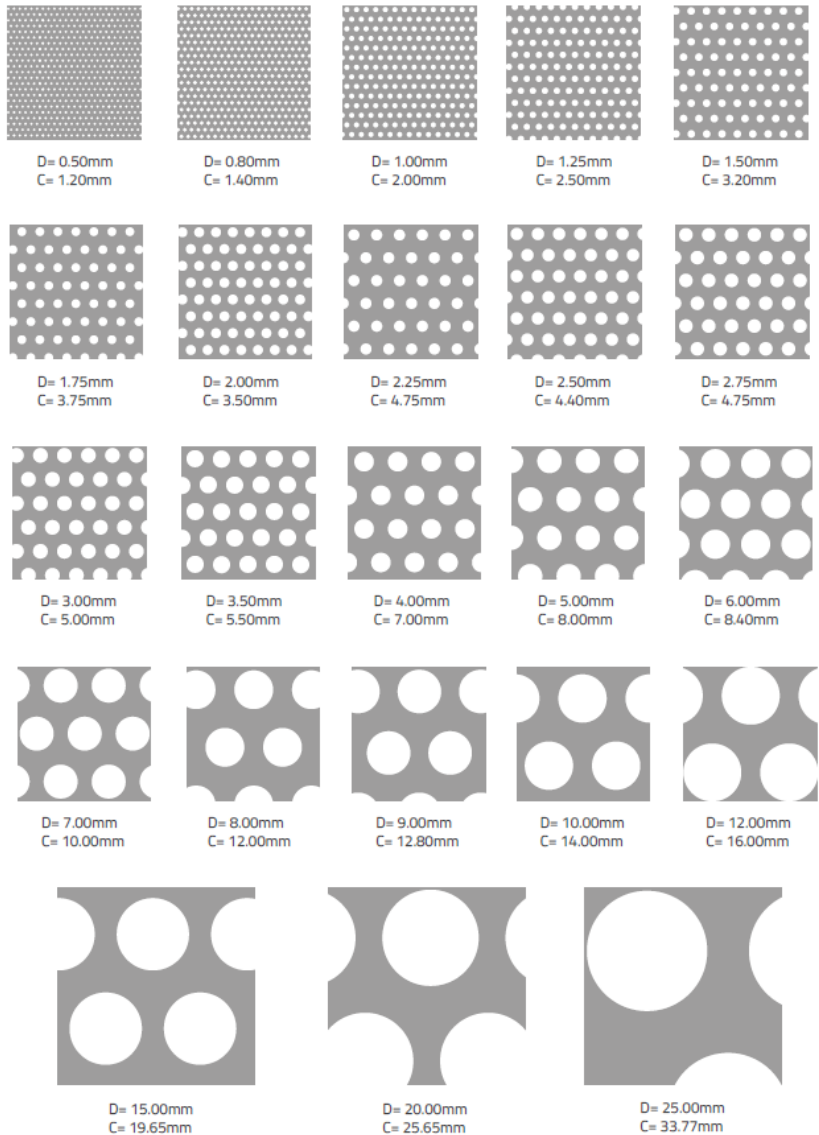 D= 0.50mm
C= 1.20mm
D= 0.80mm
C= 1.40mm
D= 1.00mm
C= 2.00mm
D= 1.25mm
C= 2.50mm
D= 1.50mm
C= 3.20mm
D= 1.75mm
C= 3.75mm
D= 2.00mm
C= 3.50mm
D= 2.25mm
C= 4.75mm
D= 2.50mm
C= 4.40mm
D= 2.75mm
C= 4.75mm
D= 3.00mm
C= 5.00mm
D= 3.50mm
C= 5.50mm
D= 4.00mm
C= 7.00mm
D= 5.00mm
C= 8.00mm
D= 6.00mm
C= 8.40mm
D= 7.00mm
C= 10.00mm
D= 8.00mm
C= 12.00mm
D= 9.00mm
C= 12.80mm
D= 10.00mm
C= 14.00mm
D= 12.00mm
C= 16.00mm
D= 15.00mm
C= 19.65mm
D= 20.00mm
C= 25.65mm
D= 25.00mm
C= 33.77mm